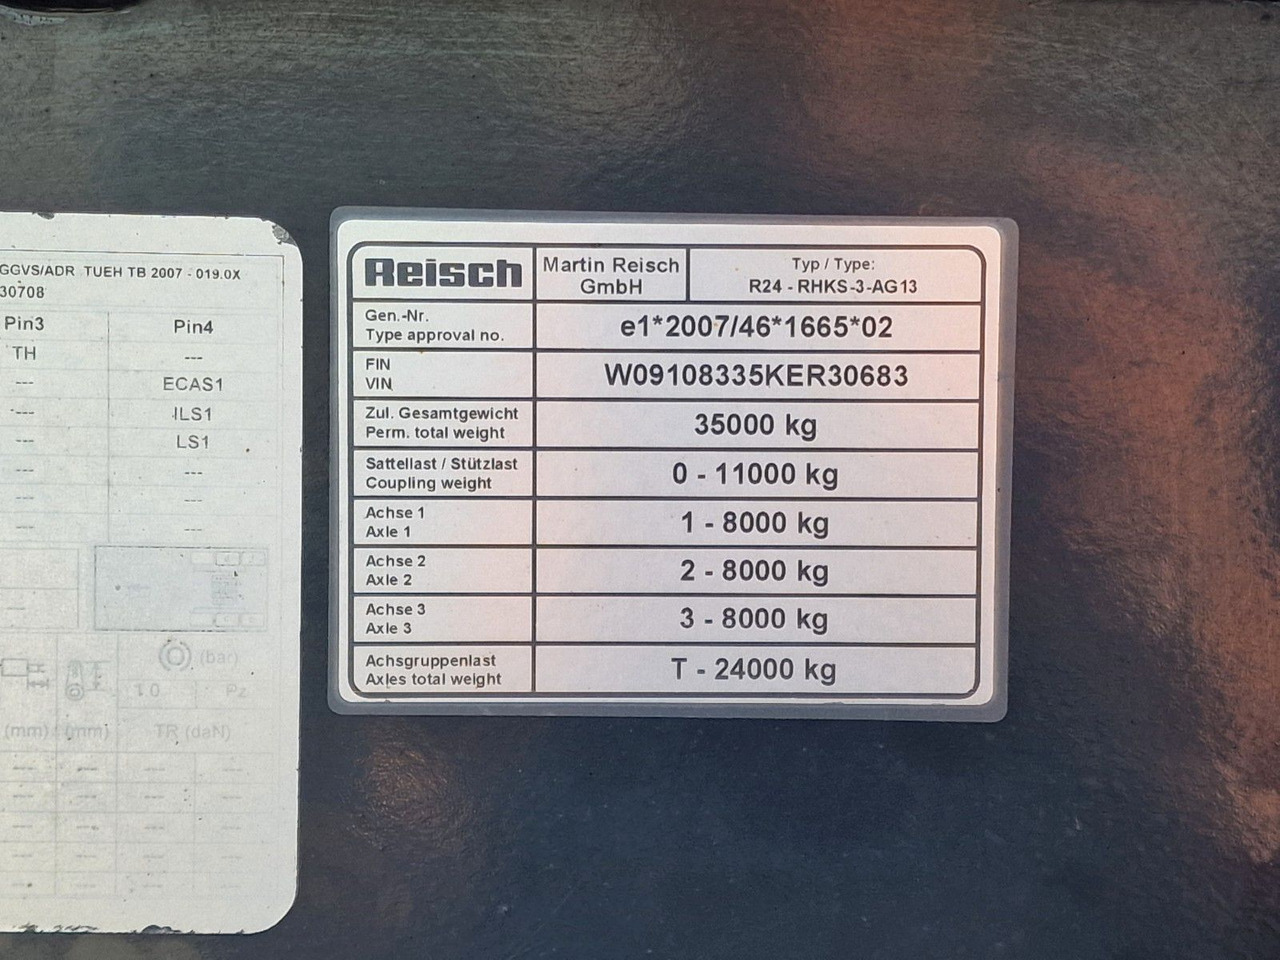 GGVS/ADR TUEH TB 2007 - 019.0X
30708
Pin3 Pin4
TH ---
--- ECAS1
--- ILS1
--- LS1
--- ---
--- ---
--- ---
(bar)
1.0 Pz
(mm) (mm) TR (daN)
--- --- --- ---
--- --- --- ---
--- --- --- ---
--- --- --- ---
--- --- --- ---
Reisch
Martin Reisch
GmbH
Typ / Type:
R24 - RHKS-3-AG13
Gen.-Nr.
Type approval no.
e1*2007/46*1665*02
FIN
VIN
W09108335KER30683
Zul. Gesamtgewicht
Perm. total weight
35000 kg
Sattellast / Stützlast
Coupling weight
0 - 11000 kg
Achse 1
Axle 1
1 - 8000 kg
Achse 2
Axle 2
2 - 8000 kg
Achse 3
Axle 3
3 - 8000 kg
Achsgruppenlast
Axles total weight
T - 24000 kg